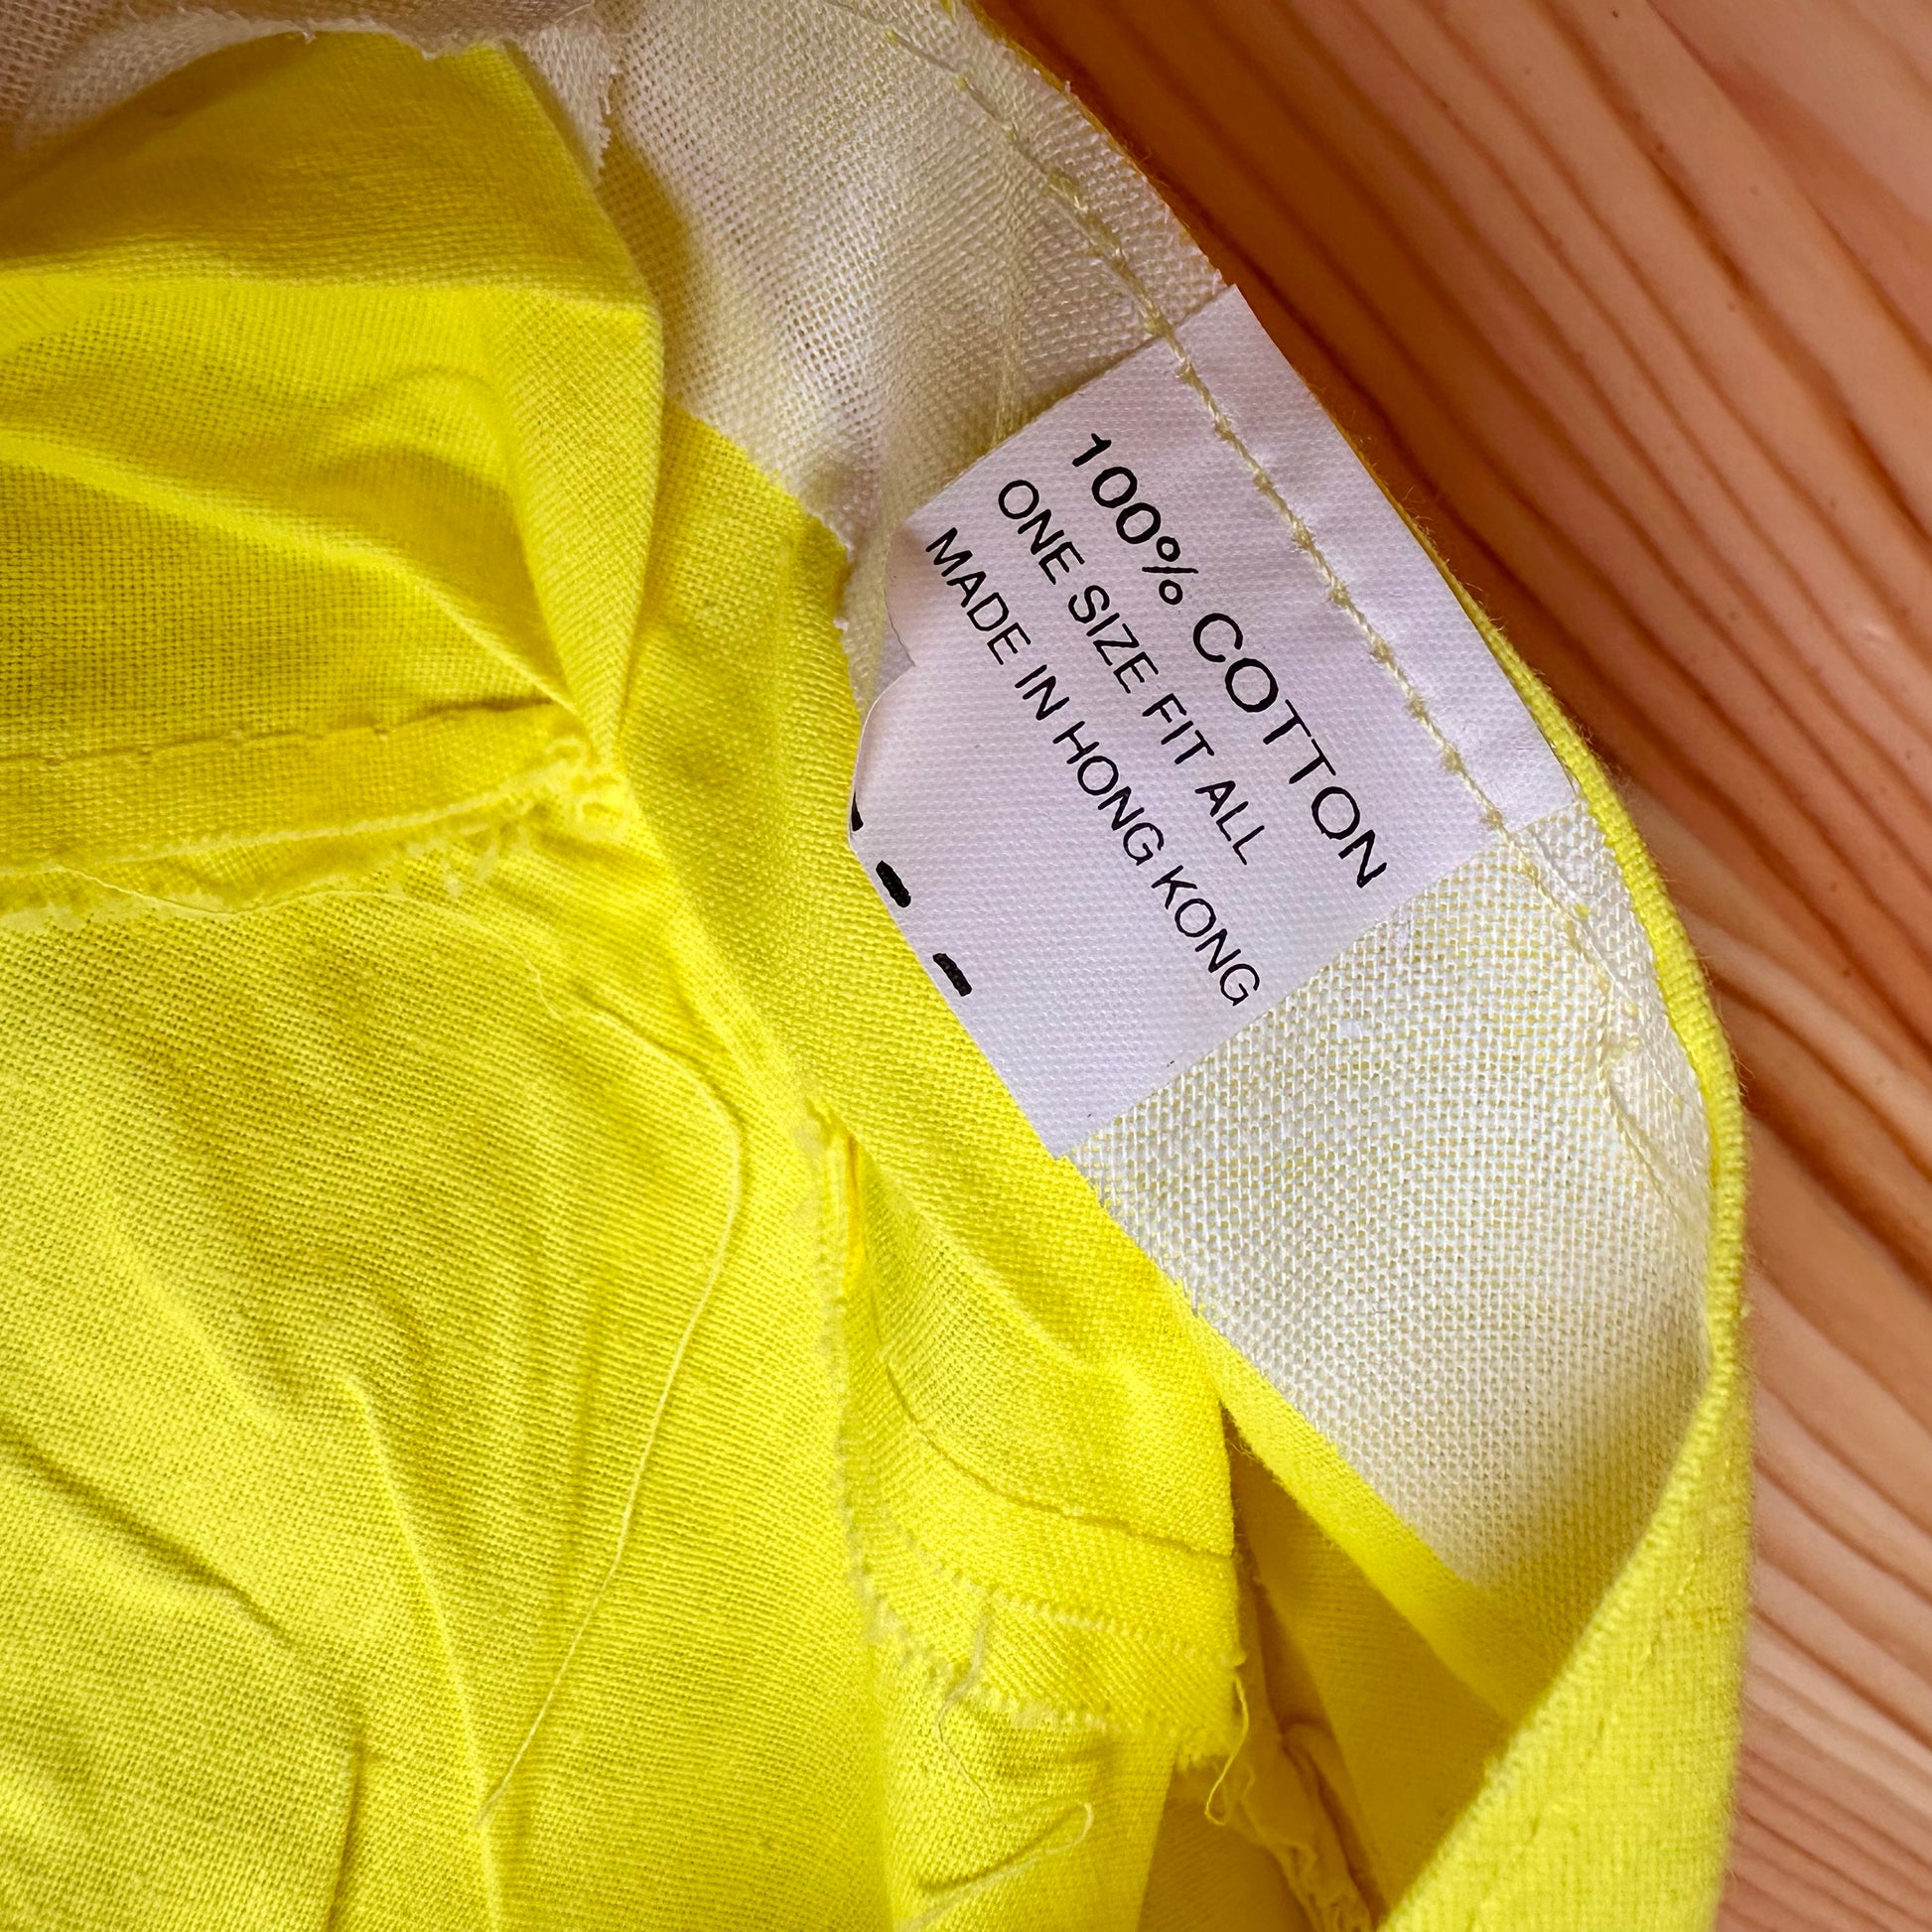 100% COTTON
ONE SIZE FIT ALL
MADE IN HONG KONG